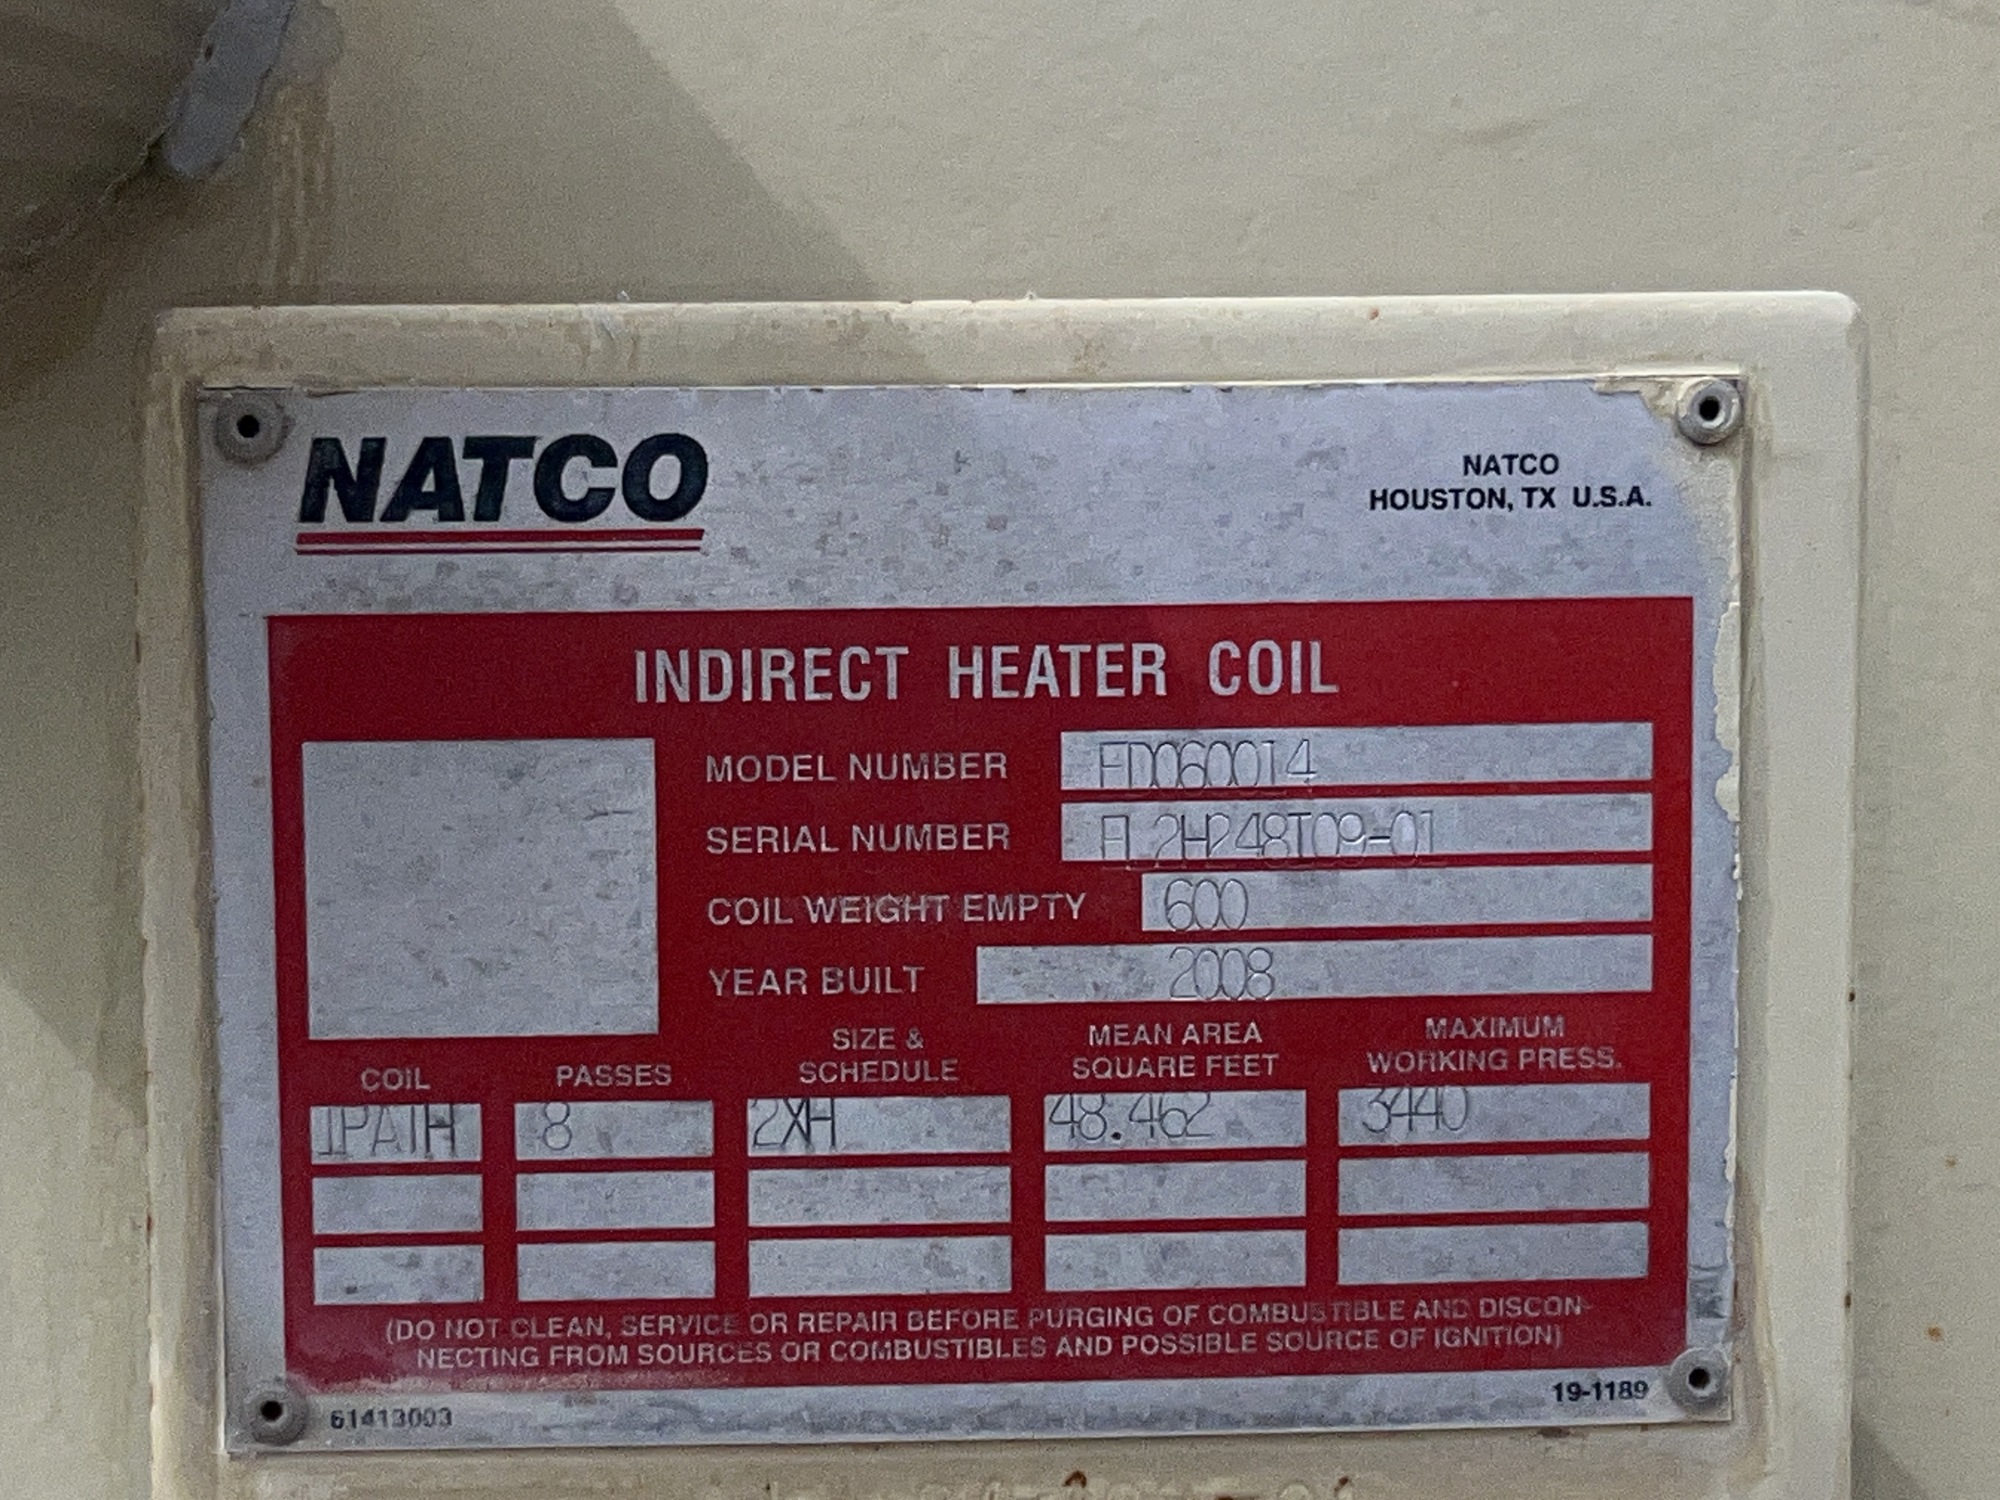 NATCO
NATCO
HOUSTON, TX U.S.A.
INDIRECT HEATER COIL
MODEL NUMBER FD060014
SERIAL NUMBER FL2H248T09-01
COIL WEIGHT EMPTY 600
YEAR BUILT 2008
COIL PASSES SIZE & SCHEDULE MEAN AREA SQUARE FEET MAXIMUM WORKING PRESS.
1PATH 8 2XH 48.462 3440
(DO NOT CLEAN, SERVICE OR REPAIR BEFORE PURGING OF COMBUSTIBLE AND DISCON-
NECTING FROM SOURCES OR COMBUSTIBLES AND POSSIBLE SOURCE OF IGNITION)
61413003
19-1189